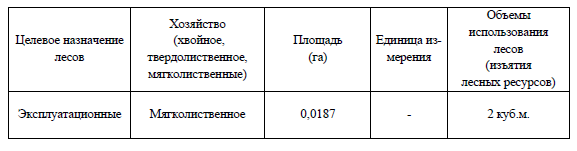 Целевое назначение
лесов
Хозяйство
(хвойное,
твердолиственное,
мягколиственные)
Площадь
(га)
Единица из-
мерения
Объемы
использования
лесов
(изъятия
лесных ресурсов)
Эксплуатационные
Мягколиственное
0,0187
-
2 куб.м.